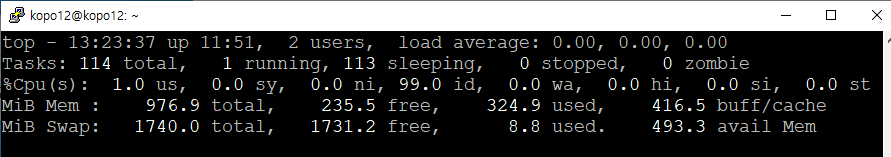 kopo12@kopo12: ~
top - 13:23:37 up 11:51,  2 users,  load average: 0.00, 0.00, 0.00
Tasks: 114 total,   1 running, 113 sleeping,   0 stopped,   0 zombie
%Cpu(s):  1.0 us,  0.0 sy,  0.0 ni, 99.0 id,  0.0 wa,  0.0 hi,  0.0 si,  0.0 st
MiB Mem :    976.9 total,    235.5 free,    324.9 used,    416.5 buff/cache
MiB Swap:   1740.0 total,   1731.2 free,      8.8 used.    493.3 avail Mem